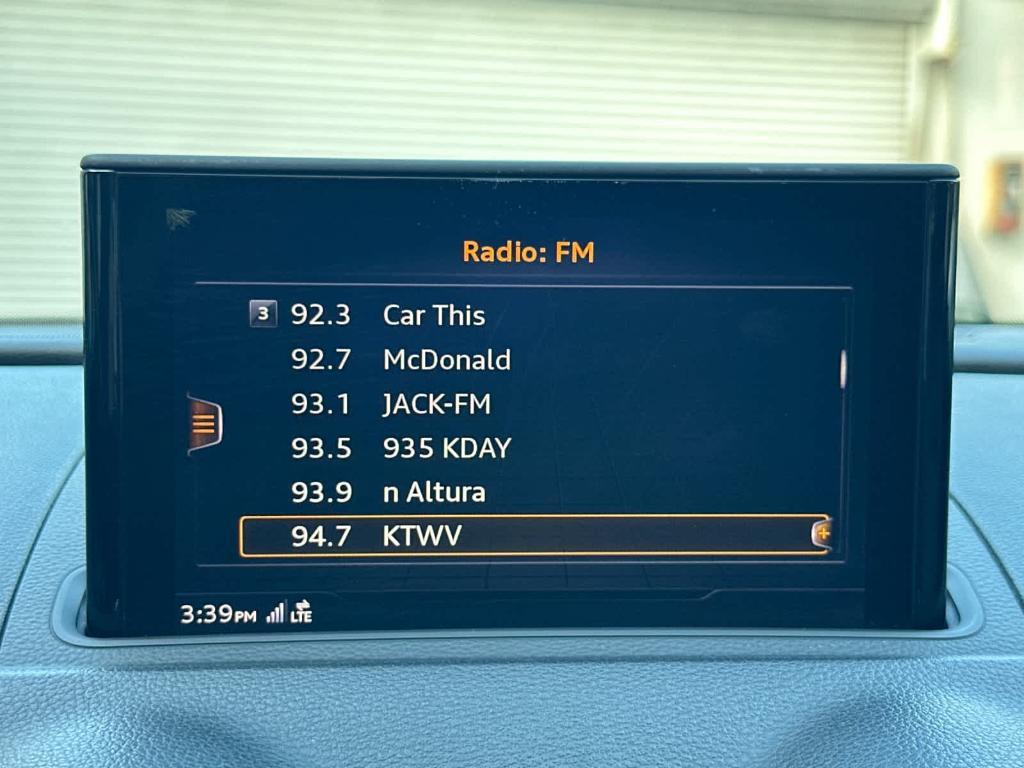 Radio: FM
3 92.3 Car This
92.7 McDonald
93.1 JACK-FM
93.5 935 KDAY
93.9 n Altura
94.7 KTWV
3:39PM LTE